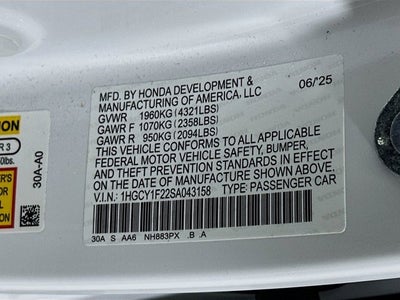 MFD. BY HONDA DEVELOPMENT &
MANUFACTURING OF AMERICA, LLC 06/'25
GVWR 1960KG(4321LBS)
GAWR F 1070KG(2358LBS)
GAWR R 950KG(2094LBS)
THIS VEHICLE CONFORMS TO ALL APPLICABLE
FEDERAL MOTOR VEHICLE SAFETY, BUMPER,
AND THEFT PREVENTION STANDARDS IN EFFECT
ON THE DATE OF MANUFACTURE SHOWN ABOVE.
V.I.N.: 1HGCY1F22SA043158 TYPE: PASSENGER CAR
30A S AA6 NH883PX .B .A
30A-A0
R 3
lbs.